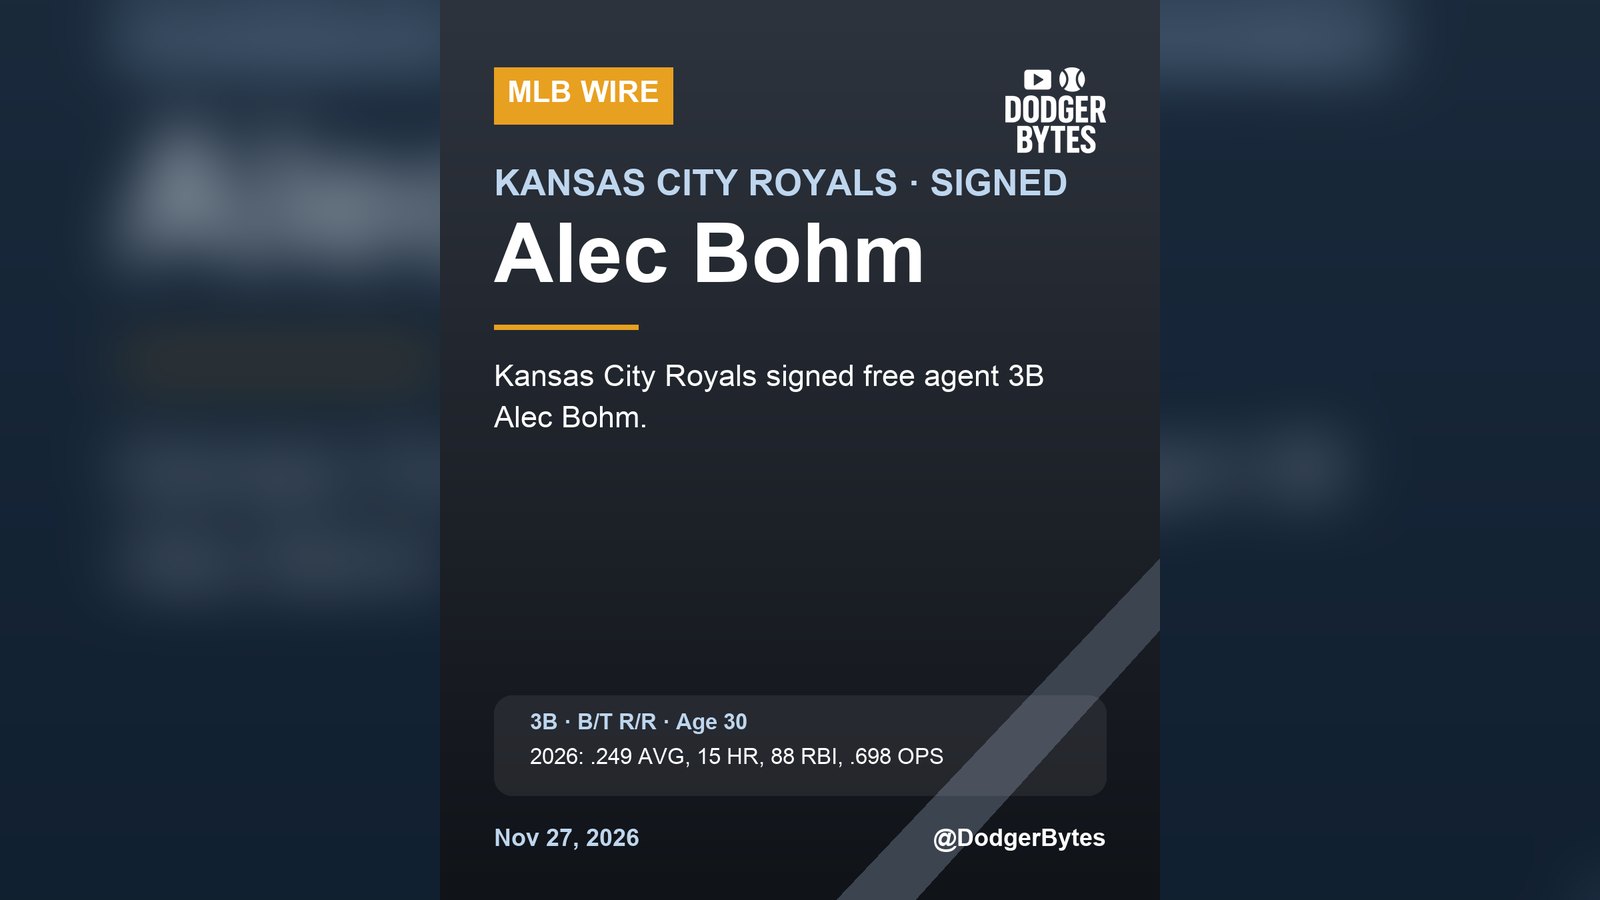 MLB WIRE
DODGER
BYTES
KANSAS CITY ROYALS · SIGNED
Alec Bohm
Kansas City Royals signed free agent 3B
Alec Bohm.
3B · B/T R/R · Age 30
2026: .249 AVG, 15 HR, 88 RBI, .698 OPS
Nov 27, 2026
@DodgerBytes